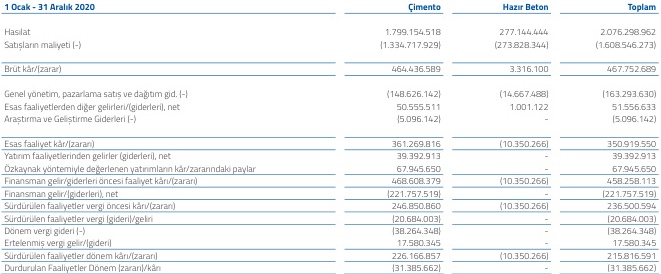 1 Ocak - 31 Aralık 2020 Çimento Hazır Beton Toplam
Hasılat 1.799.154.518 277.144.444 2.076.298.962
Satışların maliyeti (-) (1.334.717.929) (273.828.344) (1.608.546.273)
Brüt kâr/(zarar) 464.436.589 3.316.100 467.752.689
Genel yönetim, pazarlama satış ve dağıtım gid. (-) (148.626.142) (14.667.488) (163.293.630)
Esas faaliyetlerden diğer gelirleri/(giderleri), net 50.555.511 1.001.122 51.556.633
Araştırma ve Geliştirme Giderleri (-) (5.096.142) - (5.096.142)
Esas faaliyet kâr/(zararı) 361.269.816 (10.350.266) 350.919.550
Yatırım faaliyetlerinden gelirler (giderleri), net 39.392.913 - 39.392.913
Özkaynak yöntemiyle değerlenen yatırımların kâr/zararındaki paylar 67.945.650 - 67.945.650
Finansman gelir/giderleri öncesi faaliyet kârı/(zararı) 468.608.379 (10.350.266) 458.258.113
Finansman gelir/(giderleri), net (221.757.519) - (221.757.519)
Sürdürülen faaliyetler vergi öncesi kârı/(zararı) 246.850.860 (10.350.266) 236.500.594
Sürdürülen faaliyetler vergi (gideri)/geliri (20.684.003) - (20.684.003)
Dönem vergi gideri (-) (38.264.348) - (38.264.348)
Ertelenmiş vergi gelir/(gideri) 17.580.345 - 17.580.345
Sürdürülen faaliyetler dönem kârı/(zararı) 226.166.857 (10.350.266) 215.816.591
Durdurulan Faaliyetler Dönem (zararı)/kârı (31.385.662) - (31.385.662)